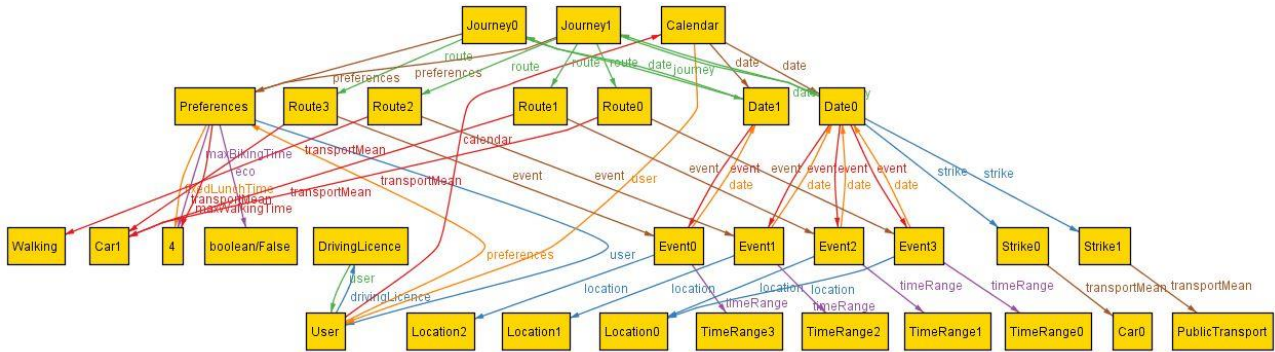 Journey0 Journey1 Calendar
route route route date journey date date
preferences preferences route date
Preferences Route3 Route2 Route1 Route0 Date1 Date0
maxBikingTime transportMean calendar
eco transportMean transportMean event event user event event event event strike strike
transportMean date date date
maxWalkingTime
Walking Car1 4 boolean/False DrivingLicence Event0 Event1 Event2 Event3 Strike0 Strike1
user preferences user
drivingLicence location location location timeRange timeRange transportMean transportMean
timeRange timeRange
User Location2 Location1 Location0 TimeRange3 TimeRange2 TimeRange1 TimeRange0 Car0 PublicTransport